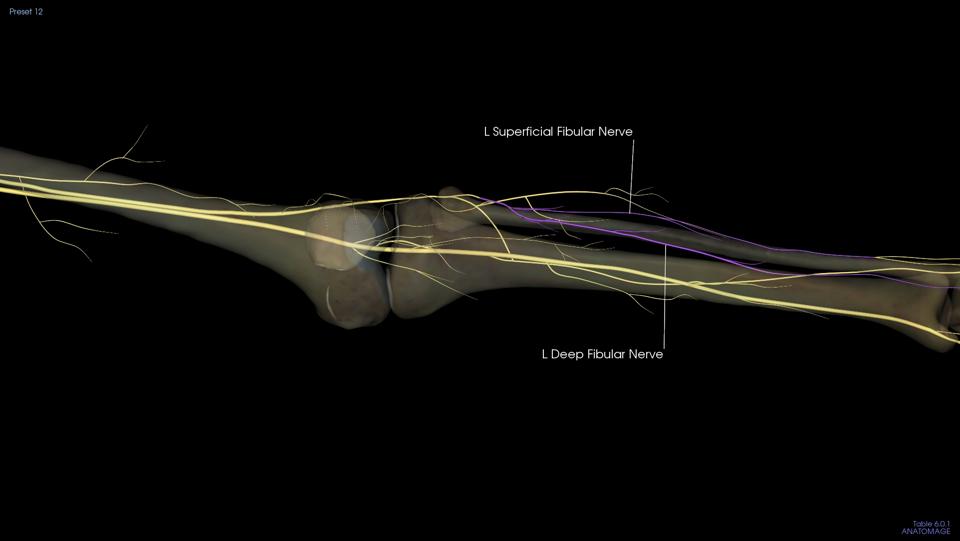 Preset 12
L Superficial Fibular Nerve
L Deep Fibular Nerve
Table 6.0.1
ANATOMAGE